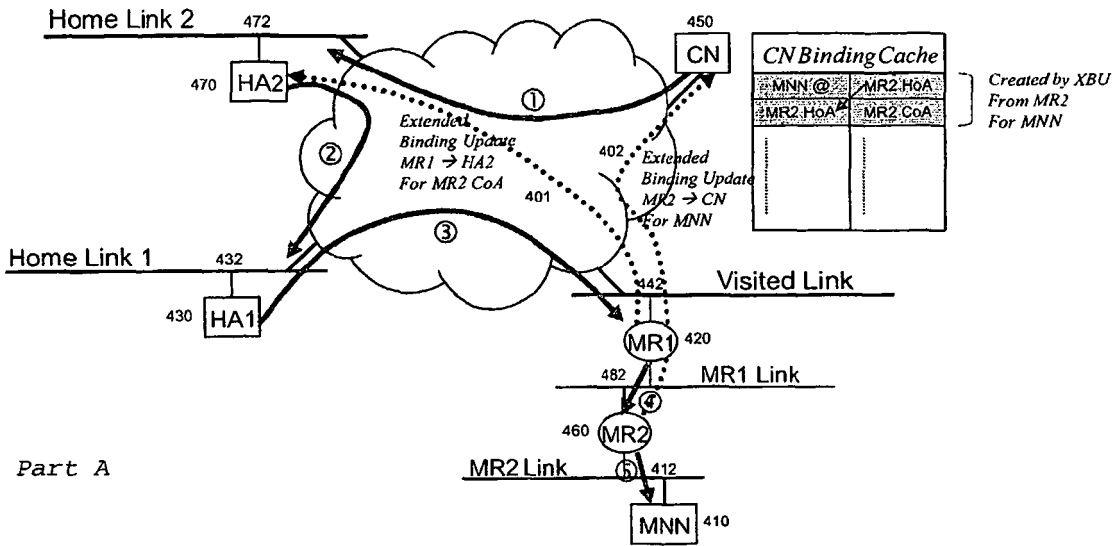 Home Link 2
472
470
HA2
450
CN
CN Binding Cache
MNN @
MR2 HoA
MR2 HoA
MR2 CoA
Created by XBU
From MR2
For MNN
①
②
Extended
Binding Update
MR1 → HA2
For MR2 CoA
401
402
Extended
Binding Update
MR2 → CN
For MNN
③
Home Link 1
432
430
HA1
442
Visited Link
MR1
420
482
MR1 Link
④
460
MR2
Part A
MR2 Link
⑤
412
MNN
410